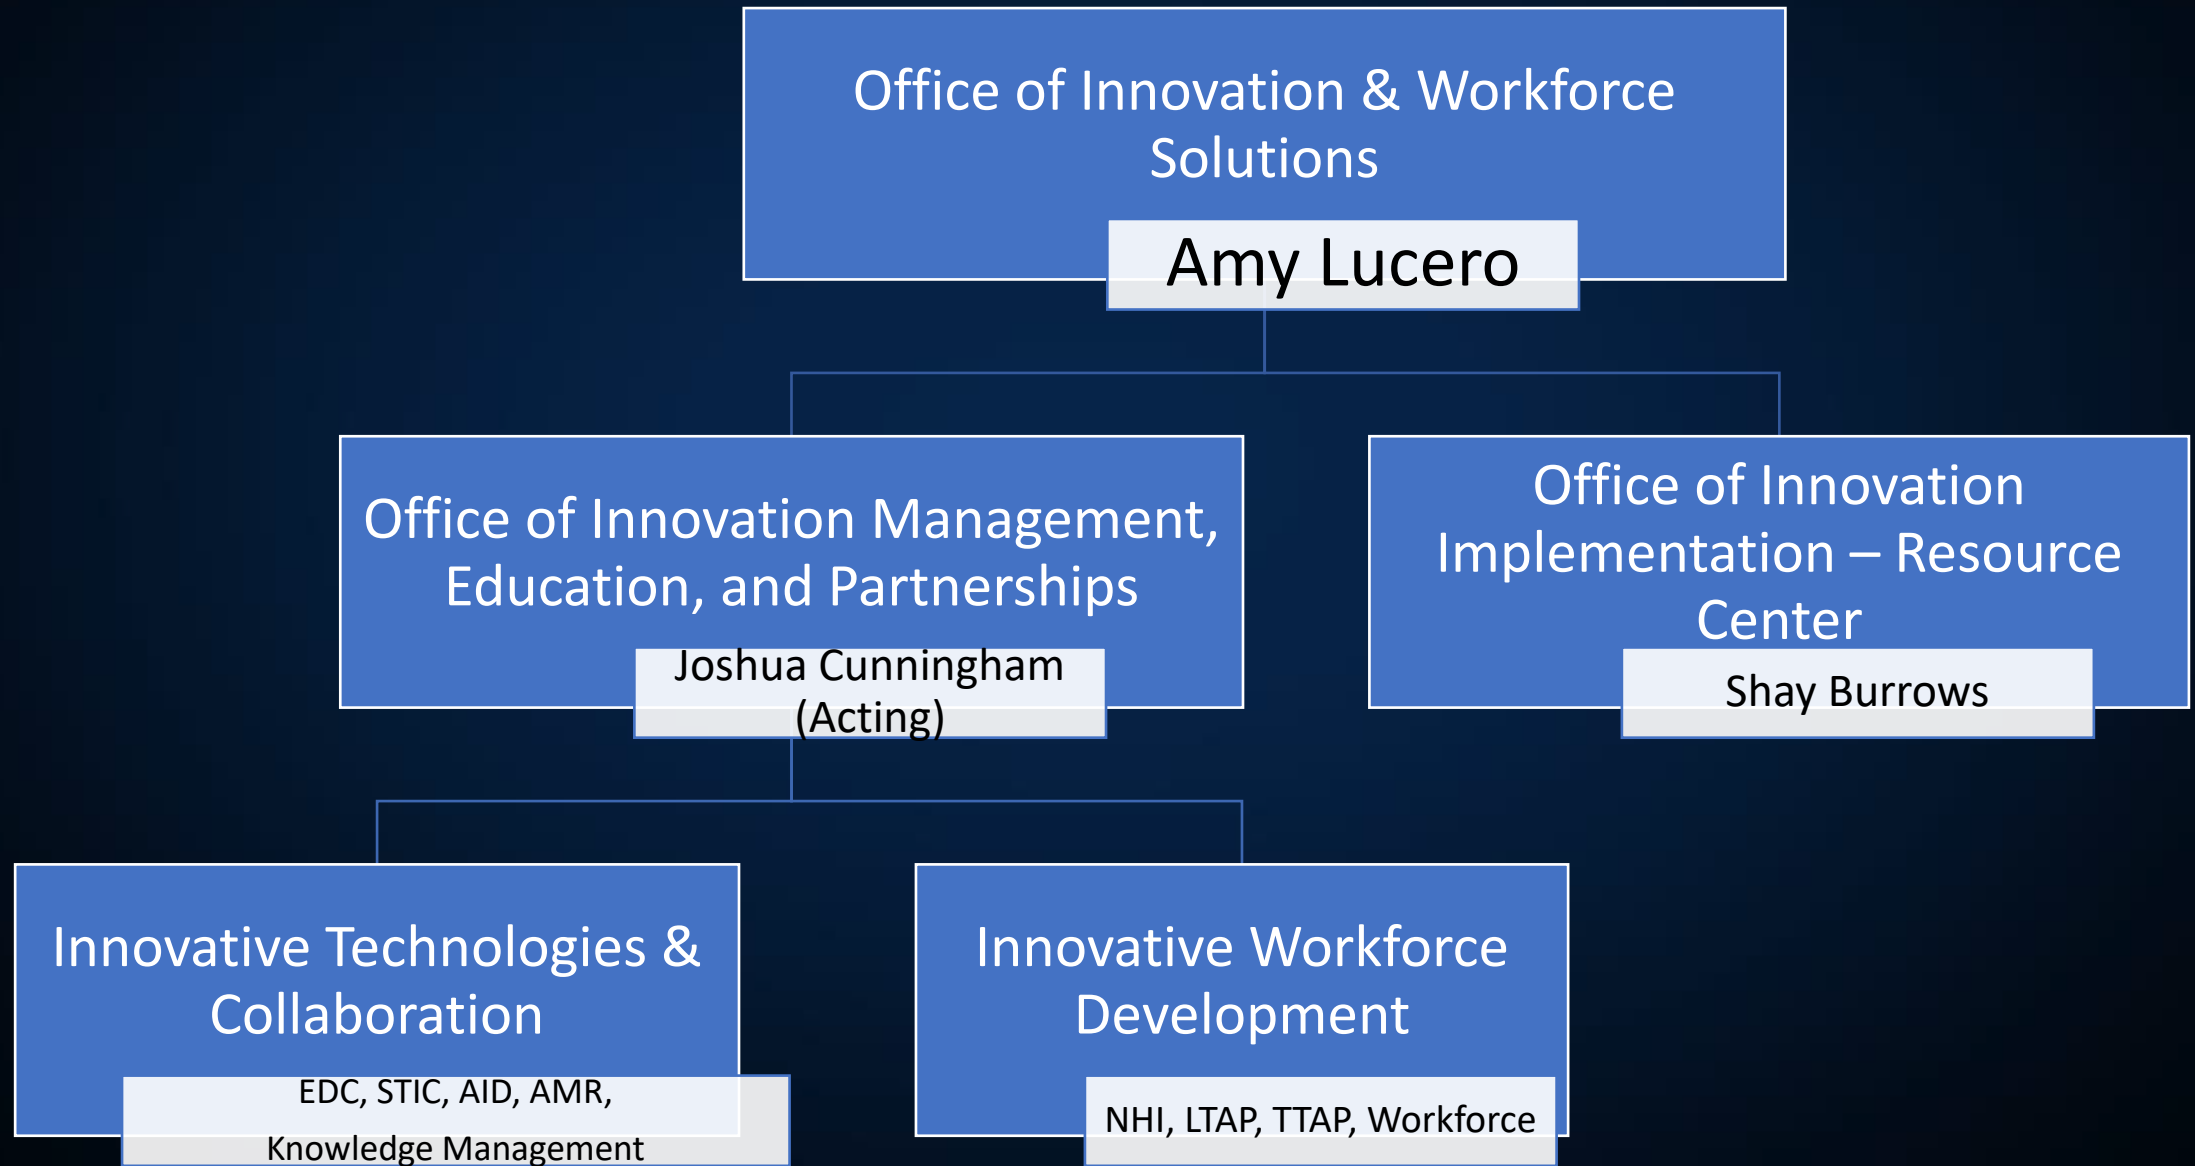 Office of Innovation & Workforce
Solutions
Amy Lucero
Office of Innovation Management,
Education, and Partnerships
Joshua Cunningham
(Acting)
Office of Innovation
Implementation – Resource
Center
Shay Burrows
Innovative Technologies &
Collaboration
EDC, STIC, AID, AMR,
Knowledge Management
Innovative Workforce
Development
NHI, LTAP, TTAP, Workforce